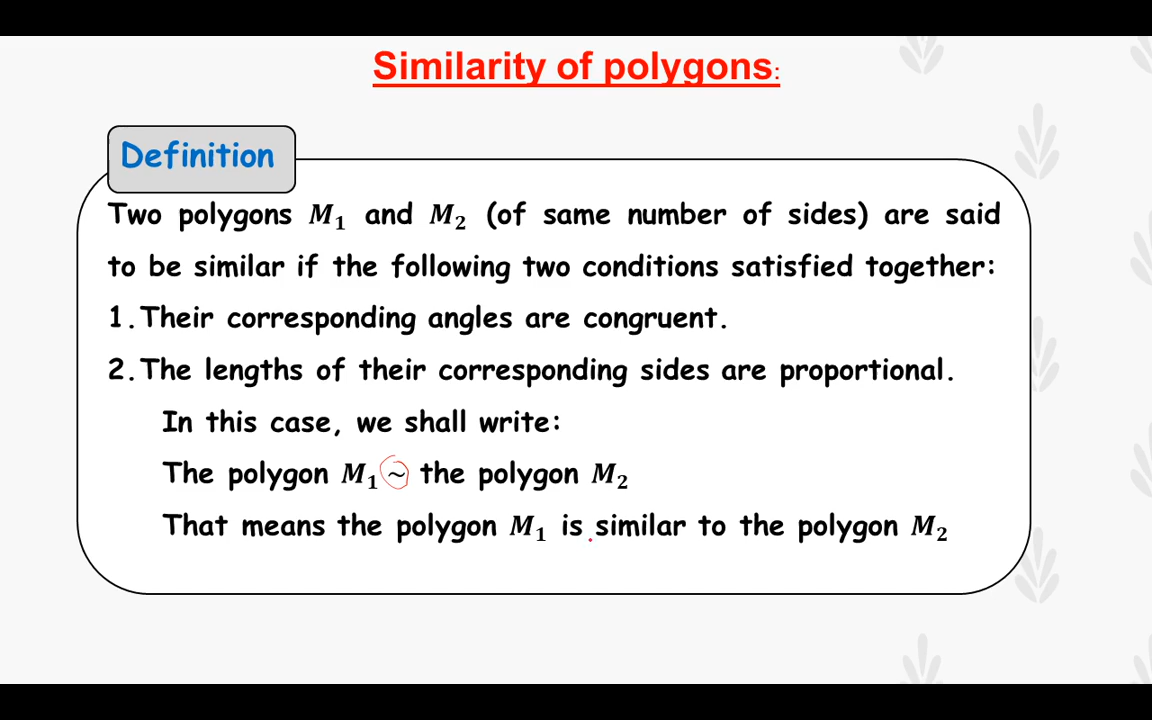 Similarity of polygons:
Definition
Two polygons M₁ and M₂ (of same number of sides) are said
to be similar if the following two conditions satisfied together:
1.Their corresponding angles are congruent.
2.The lengths of their corresponding sides are proportional.
In this case, we shall write:
The polygon M₁ ~ the polygon M₂
That means the polygon M₁ is similar to the polygon M₂